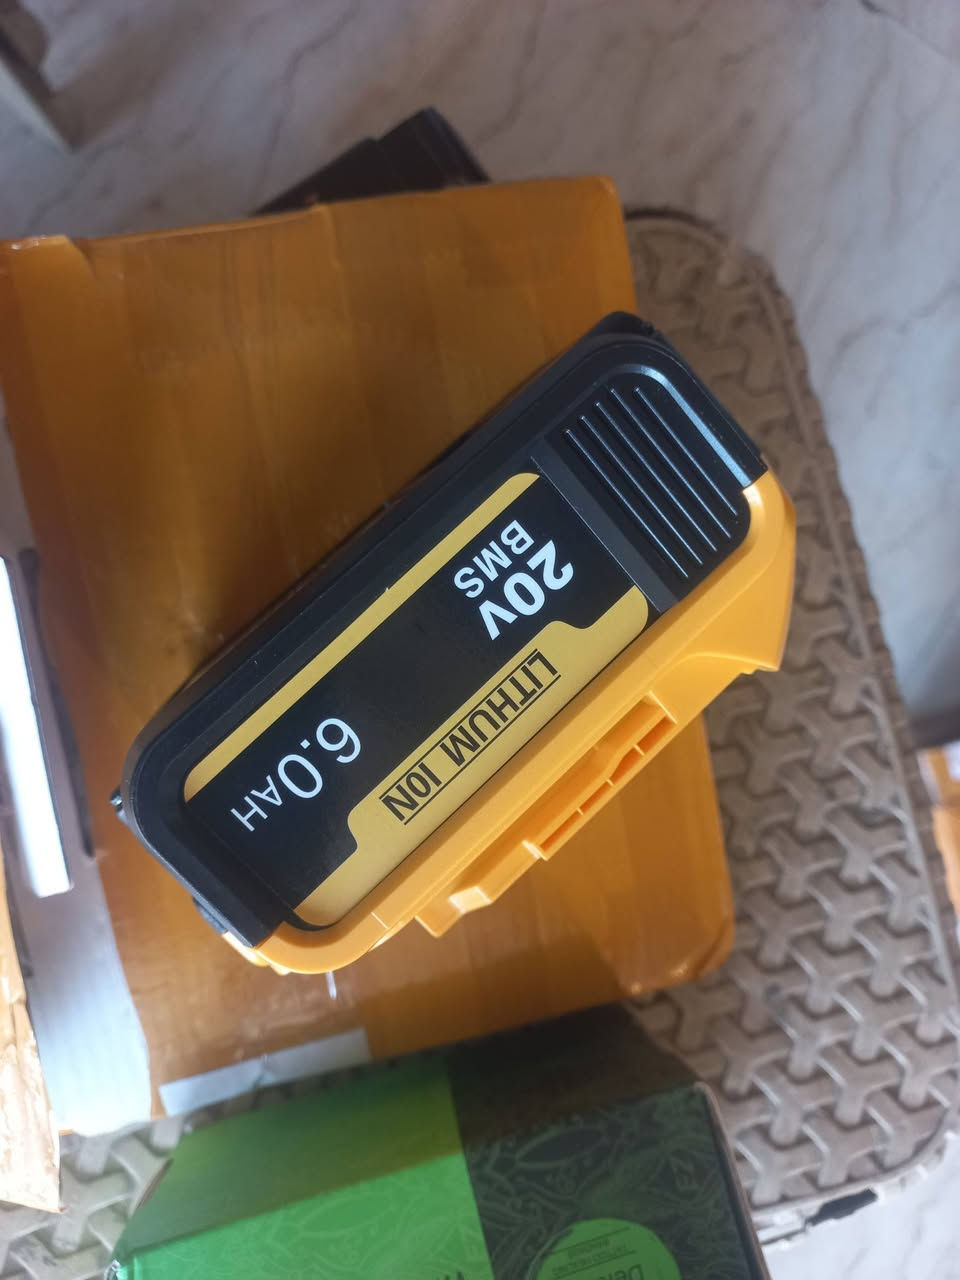 20V
BMS
LITHUM ION
6.0AH